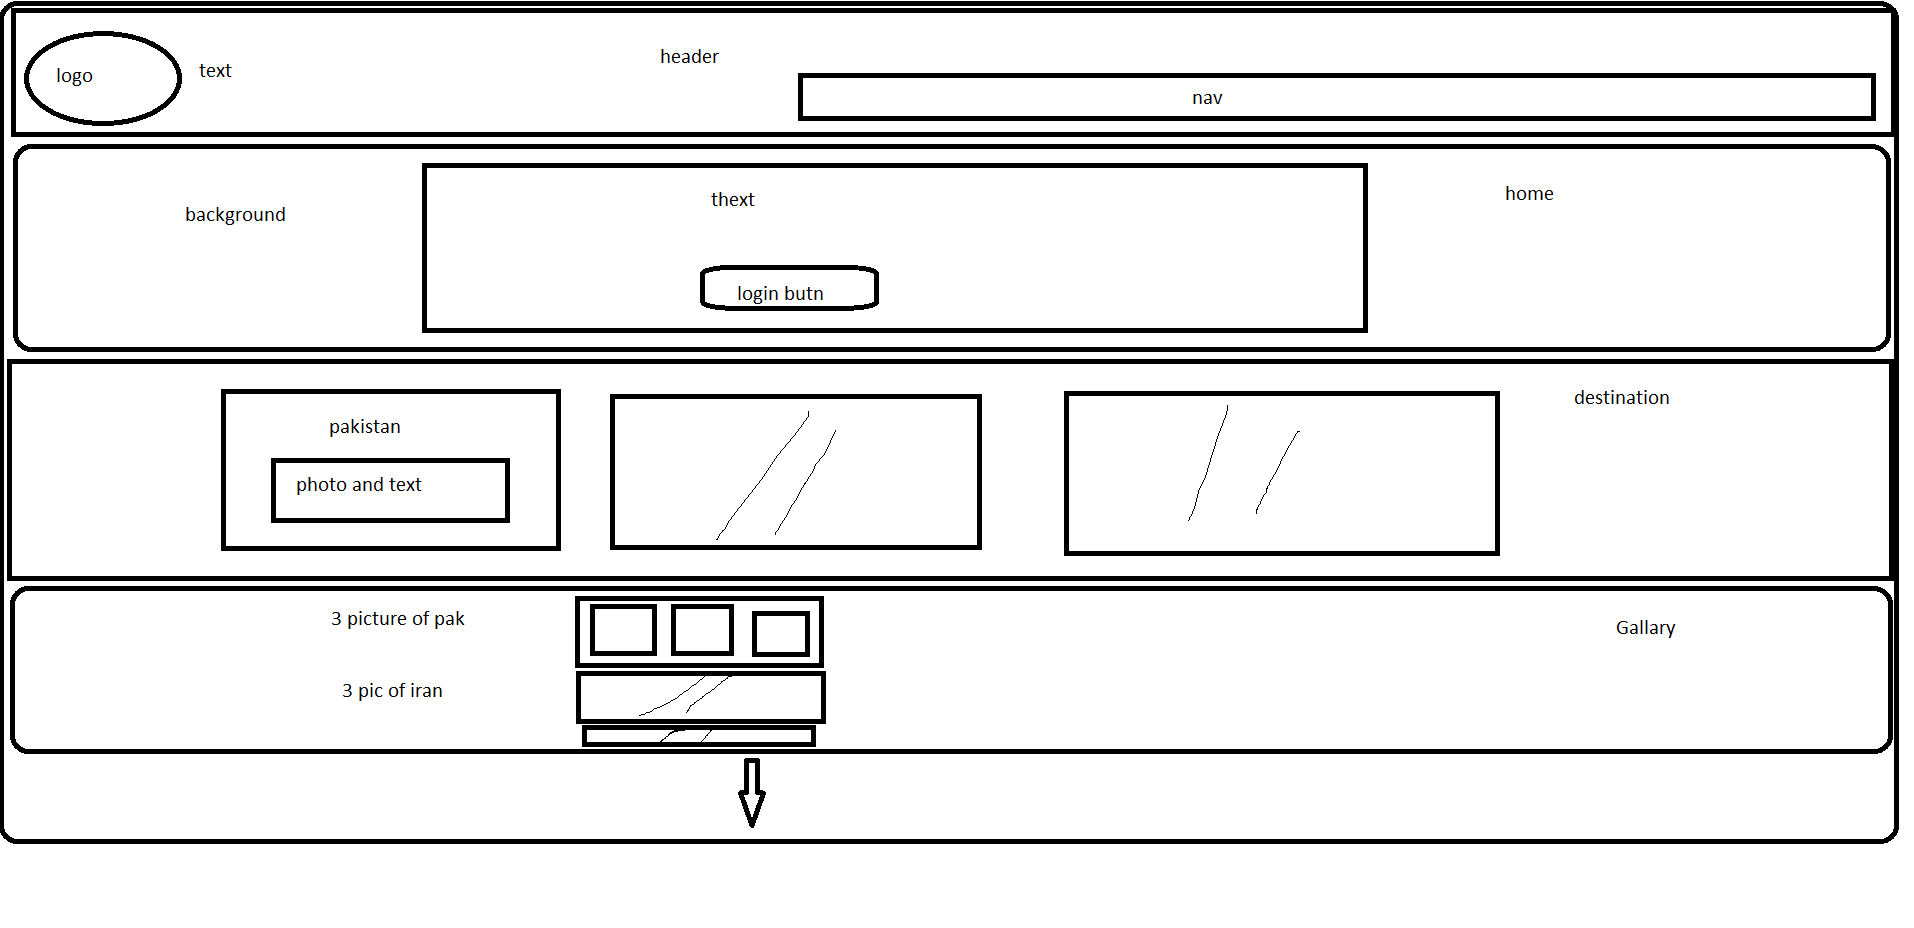 logo
text
header
nav
background
thext
home
login butn
pakistan
photo and text
destination
3 picture of pak
Gallary
3 pic of iran